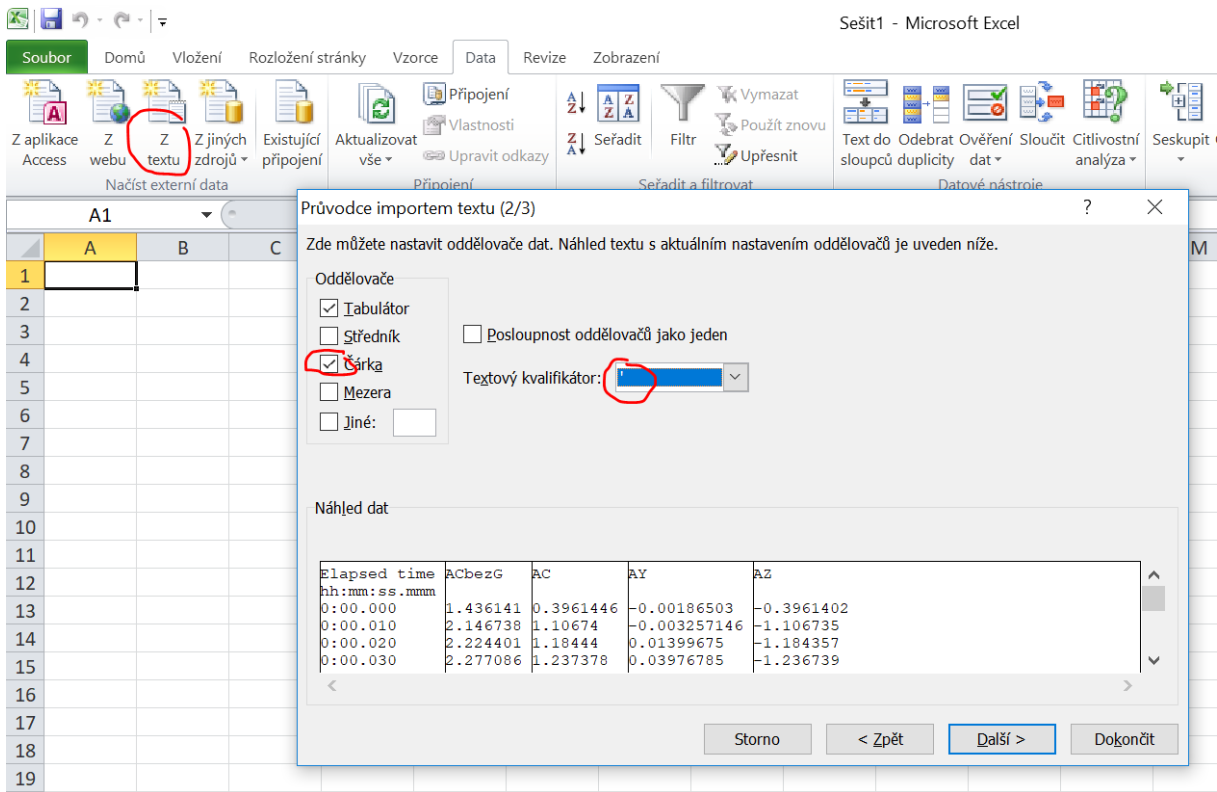 Sešit1 - Microsoft Excel
Soubor Domů Vložení Rozložení stránky Vzorce Data Revize Zobrazení
Z aplikace Access
Z webu
Z textu
Z jiných zdrojů
Existující připojení
Načíst externí data
Aktualizovat vše
Připojení
Vlastnosti
Upravit odkazy
Připojení
Seřadit
Filtr
Vymazat
Použít znovu
Upřesnit
Seřadit a filtrovat
Text do sloupců
Odebrat duplicity
Ověření dat
Sloučit
Citlivostní analýza
Datové nástroje
Seskupit
A1
A B C M
1
2
3
4
5
6
7
8
9
10
11
12
13
14
15
16
17
18
19
Průvodce importem textu (2/3) ?
Zde můžete nastavit oddělovače dat. Náhled textu s aktuálním nastavením oddělovačů je uveden níže.
Oddělovače
Tabulátor
Středník
Čárka
Mezera
Jiné:
Posloupnost oddělovačů jako jeden
Textový kvalifikátor: '
Náhled dat
Elapsed time ACbezG AC AY AZ
hh:mm:ss.mmm
0:00.000 1.436141 0.3961446 -0.00186503 -0.3961402
0:00.010 2.146738 1.10674 -0.003257146 -1.106735
0:00.020 2.224401 1.18444 0.01399675 -1.184357
0:00.030 2.277086 1.237378 0.03976785 -1.236739
Storno < Zpět Další > Dokončit